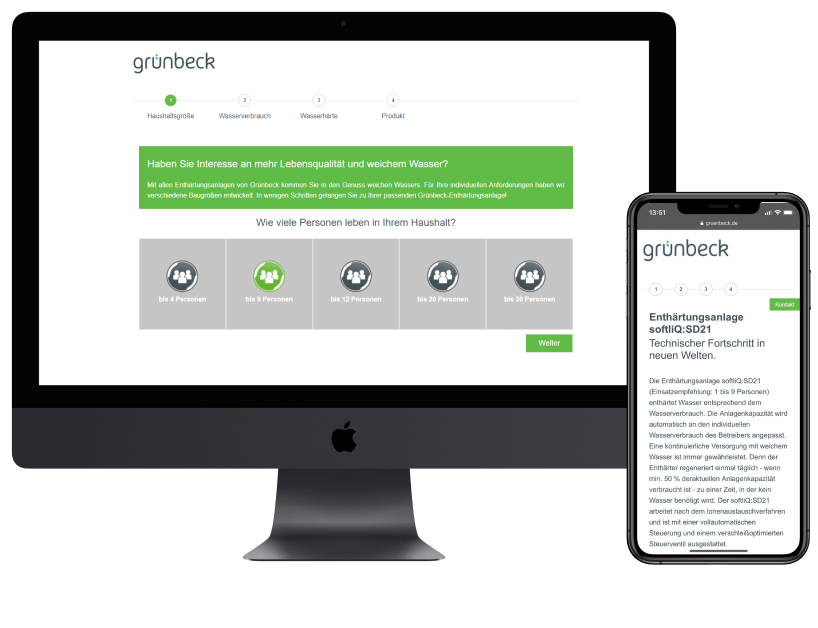 grünbeck
1 2 3 4
Haushaltsgröße Wasserverbrauch Wasserhärte Produkt
Haben Sie Interesse an mehr Lebensqualität und weichem Wasser?
Mit allen Enthärtungsanlagen von Grünbeck kommen Sie in den Genuss weichen Wassers. Für Ihre individuellen Anforderungen haben wir
verschiedene Baugrößen entwickelt. In wenigen Schritten gelangen Sie zu Ihrer passenden Grünbeck-Enthärtungsanlage!
Wie viele Personen leben in Ihrem Haushalt?
bis 4 Personen bis 9 Personen bis 12 Personen bis 20 Personen bis 30 Personen
Weiter
13:51
gruenbeck.de
grünbeck
1 2 3 4
Kontakt
Enthärtungsanlage
softliQ:SD21
Technischer Fortschritt in
neuen Welten.
Die Enthärtungsanlage softliQ:SD21
(Einsatzempfehlung: 1 bis 9 Personen)
enthärtet Wasser entsprechend dem
Wasserverbrauch. Die Anlagenkapazität wird
automatisch an den individuellen
Wasserverbrauch des Betreibers angepasst.
Eine kontinuierliche Versorgung mit weichem
Wasser ist immer gewährleistet. Denn der
Enthärter regeneriert einmal täglich - wenn
min. 50 % deraktuellen Anlagenkapazität
verbraucht ist - zu einer Zeit, in der kein
Wasser benötigt wird. Der softliQ:SD21
arbeitet nach dem Ionenaustauschverfahren
und ist mit einer vollautomatischen
Steuerung und einem verschleißoptimierten
Steuerventil ausgestattet.